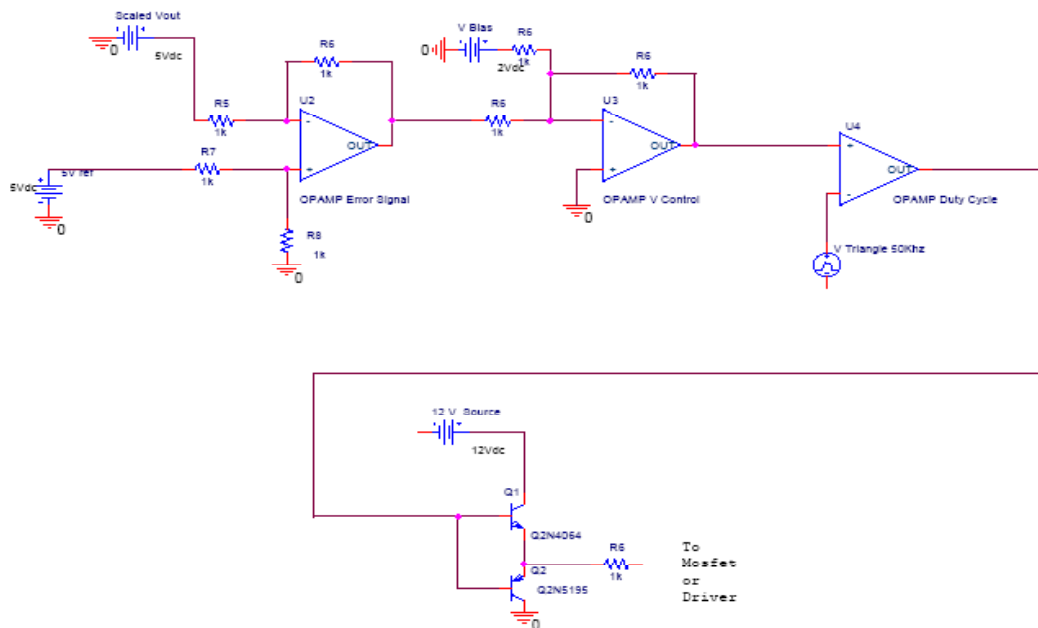 Scaled Vout
0
5Vdc
R5
1k
R6
1k
U2
-
+
OUT
OPAMP Error Signal
R7
1k
5V ref
5Vdc
0
R8
1k
0
V Bias
0
2Vdc
R6
1k
R6
1k
R6
1k
U3
-
+
OUT
OPAMP V Control
0
U4
+
-
OUT
OPAMP Duty Cycle
V Triangle 50Khz
12 V Source
12Vdc
Q1
Q2N4064
Q2
Q2N5195
0
R6
1k
To
Mosfet
or
Driver